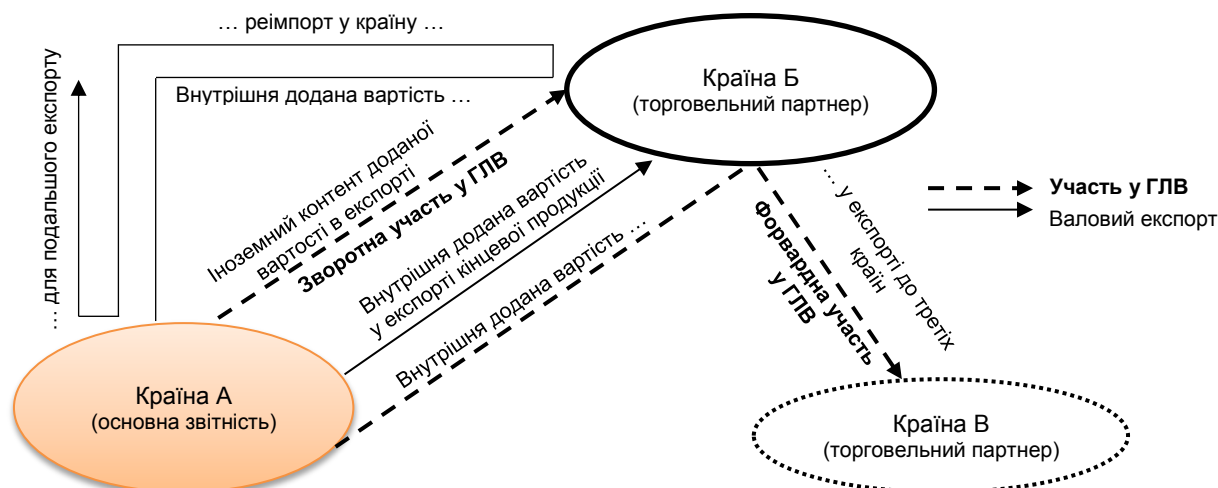 … реімпорт у країну …
… для подальшого експорту
Внутрішня додана вартість …
Країна Б
(торговельний партнер)
Іноземний контент доданої
вартості в експорті
Зворотна участь у ГЛВ
Внутрішня додана вартість
у експорті кінцевої продукції
Внутрішня додана вартість …
Форвардна участь
у ГЛВ
… у експорті до третіх
країн
Участь у ГЛВ
Валовий експорт
Країна А
(основна звітність)
Країна В
(торговельний партнер)